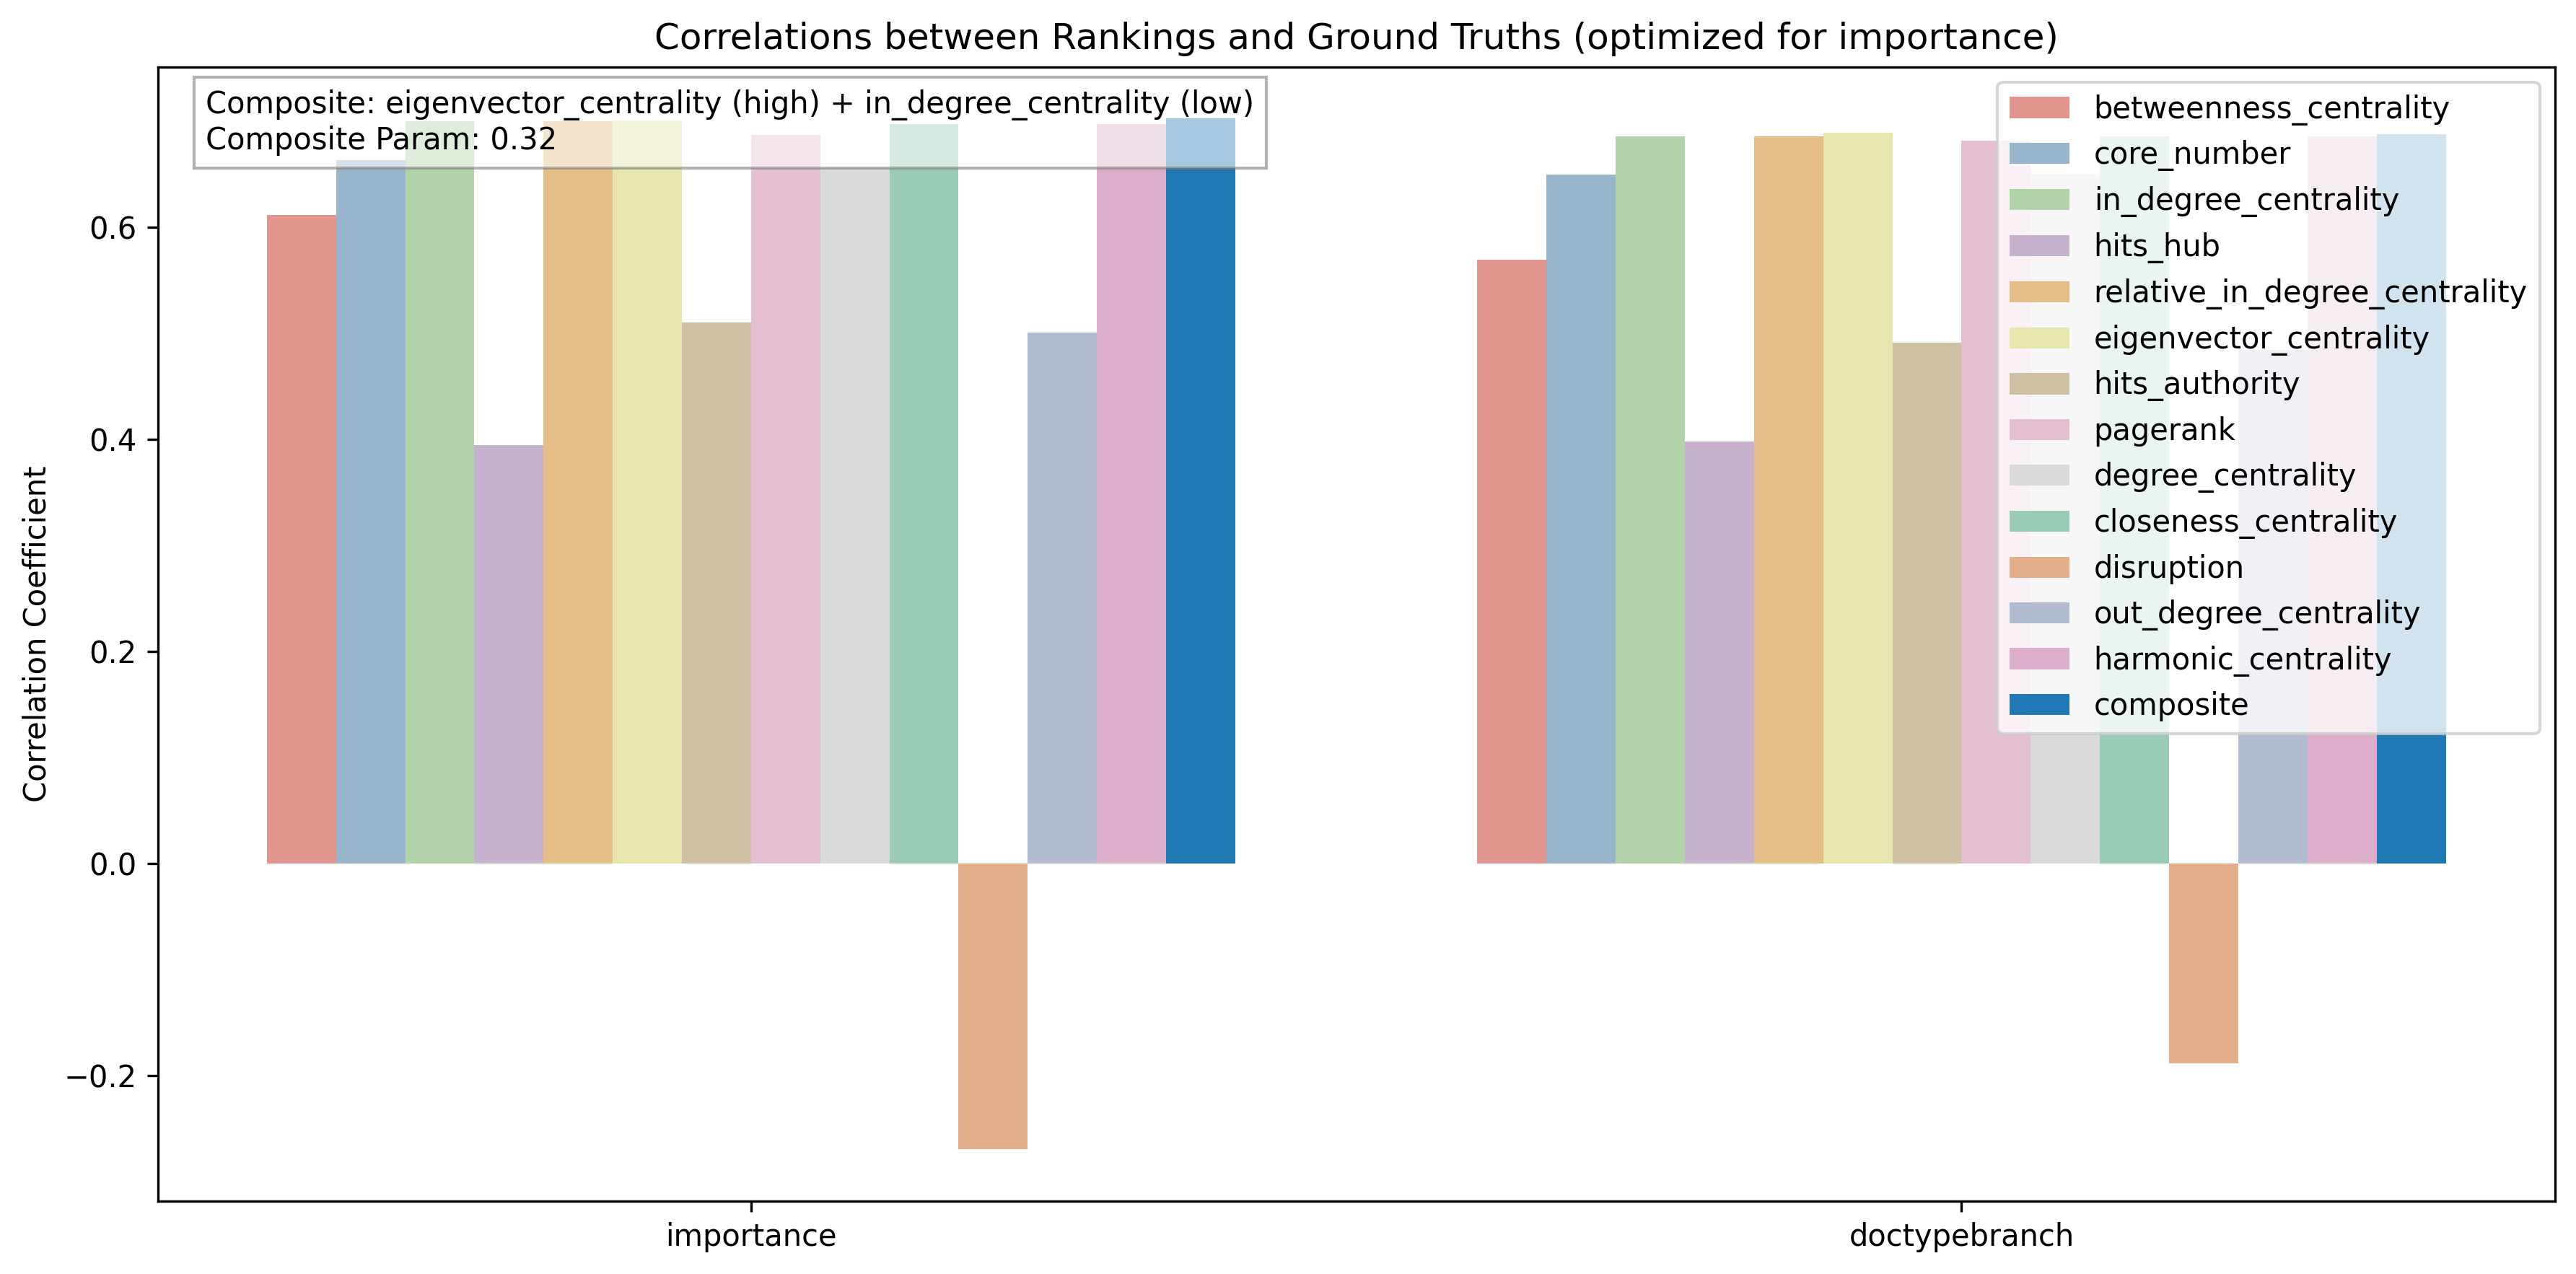 Correlations between Rankings and Ground Truths (optimized for importance)
Composite: eigenvector_centrality (high) + in_degree_centrality (low)
Composite Param: 0.32
betweenness_centrality
core_number
in_degree_centrality
hits_hub
relative_in_degree_centrality
eigenvector_centrality
hits_authority
pagerank
degree_centrality
closeness_centrality
disruption
out_degree_centrality
harmonic_centrality
composite
Correlation Coefficient
0.6
0.4
0.2
0.0
−0.2
importance
doctypebranch